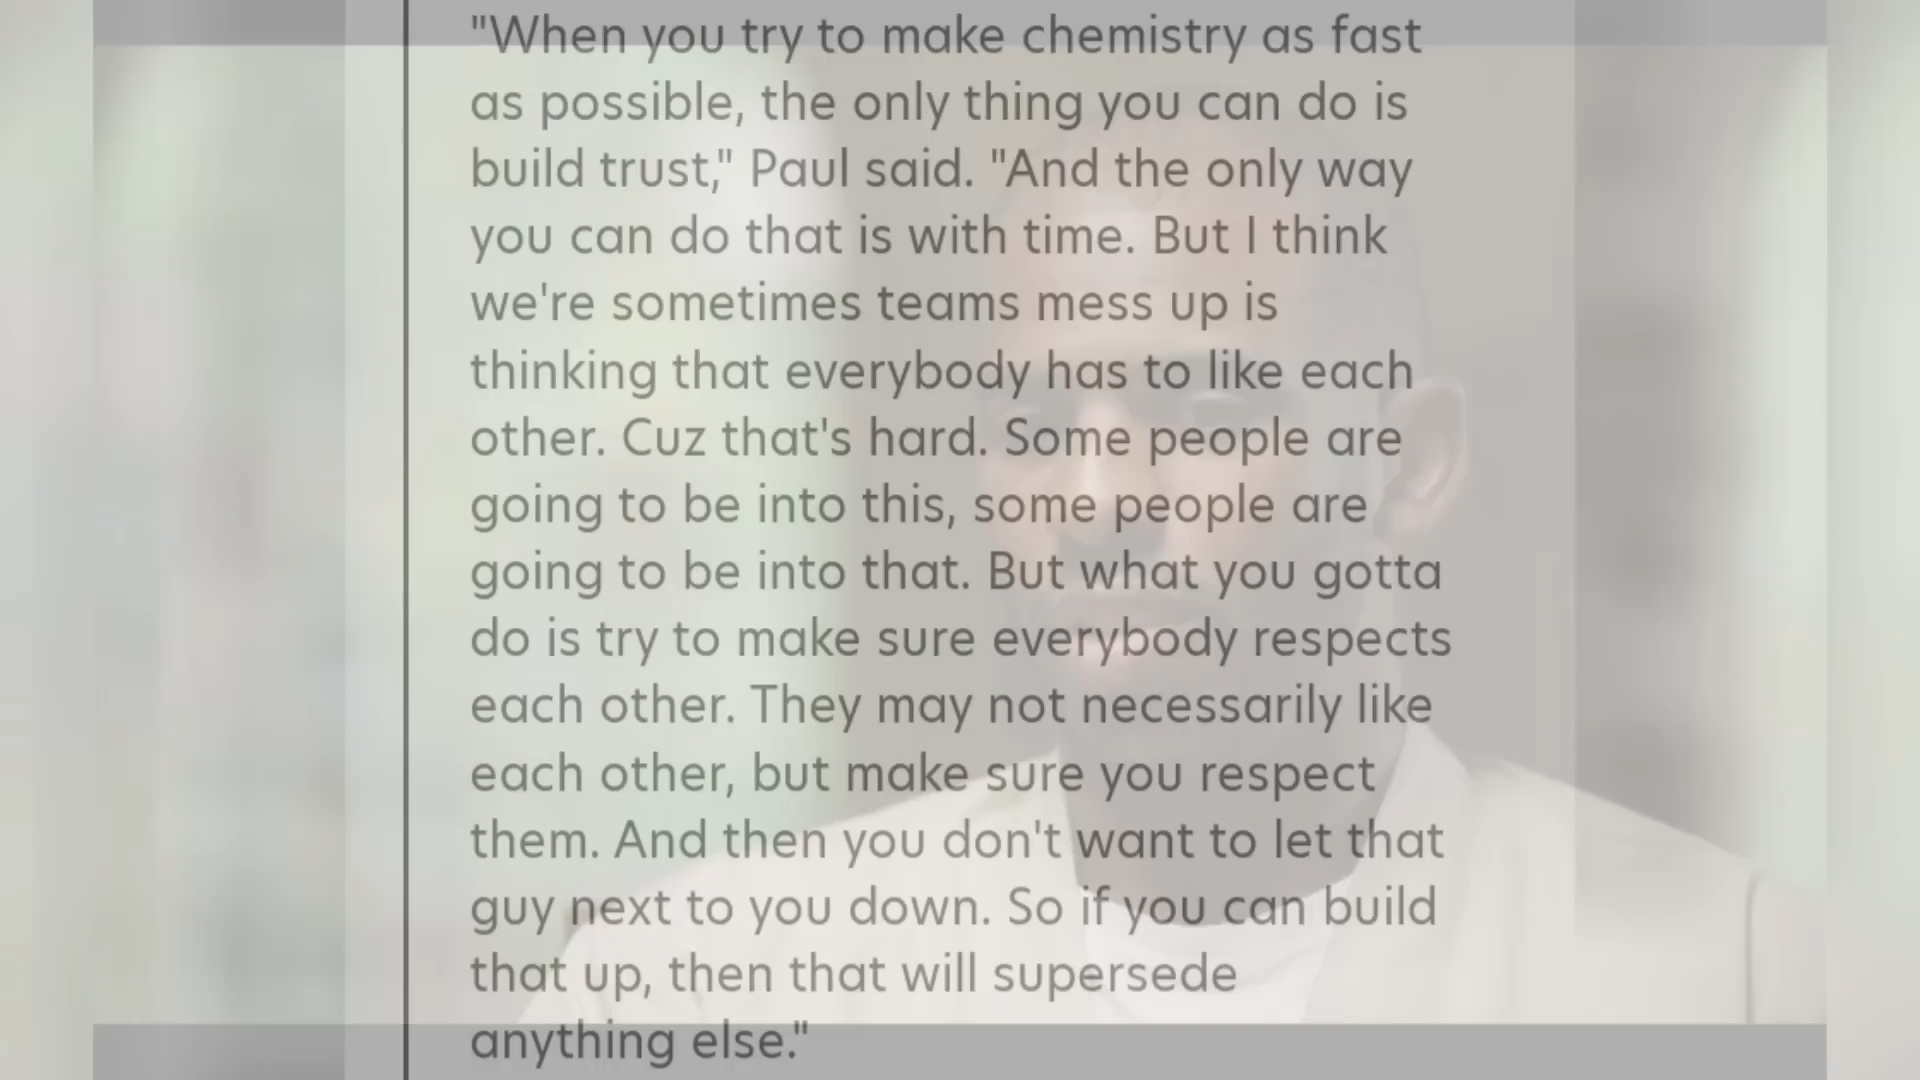 "When you try to make chemistry as fast
as possible, the only thing you can do is
build trust," Paul said. "And the only way
you can do that is with time. But I think
we're sometimes teams mess up is
thinking that everybody has to like each
other. Cuz that's hard. Some people are
going to be into this, some people are
going to be into that. But what you gotta
do is try to make sure everybody respects
each other. They may not necessarily like
each other, but make sure you respect
them. And then you don't want to let that
guy next to you down. So if you can build
that up, then that will supersede
anything else."